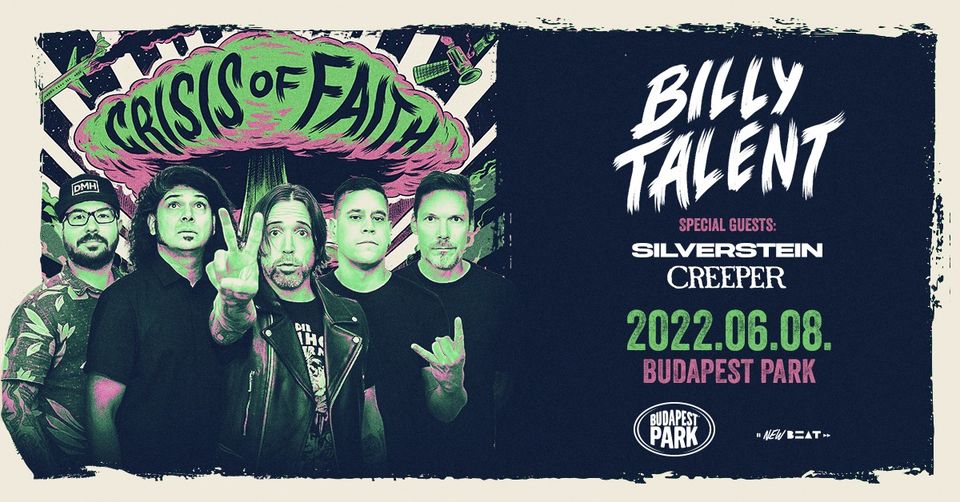 CRISIS OF FAITH
DMH
BILLY
TALENT
SPECIAL GUESTS:
SILVERSTEIN
CREEPER
2022.06.08.
BUDAPEST PARK
BUDAPEST
PARK
NEW BEAT